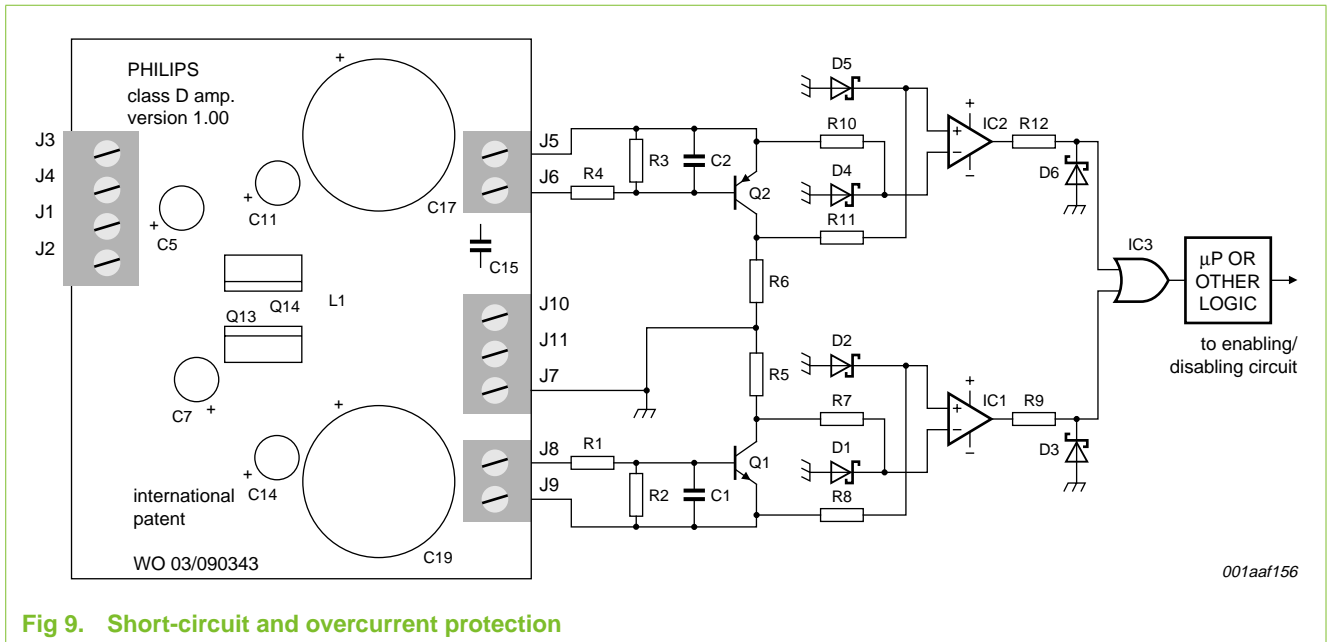 PHILIPS
class D amp.
version 1.00
J3
J4
J1
J2
+
C5
+
C11
+
C17
C15
Q14
L1
Q13
C7
+
+
C14
+
C19
international
patent
WO 03/090343
J5
J6
J10
J11
J7
J8
J9
R4
R3
C2
Q2
R6
R5
R1
R2
C1
Q1
D5
R10
D4
R11
+
IC2
+
−
−
R12
D6
D2
R7
D1
R8
+
IC1
+
−
−
R9
D3
IC3
μP OR
OTHER
LOGIC
to enabling/
disabling circuit
001aaf156
Fig 9. Short-circuit and overcurrent protection